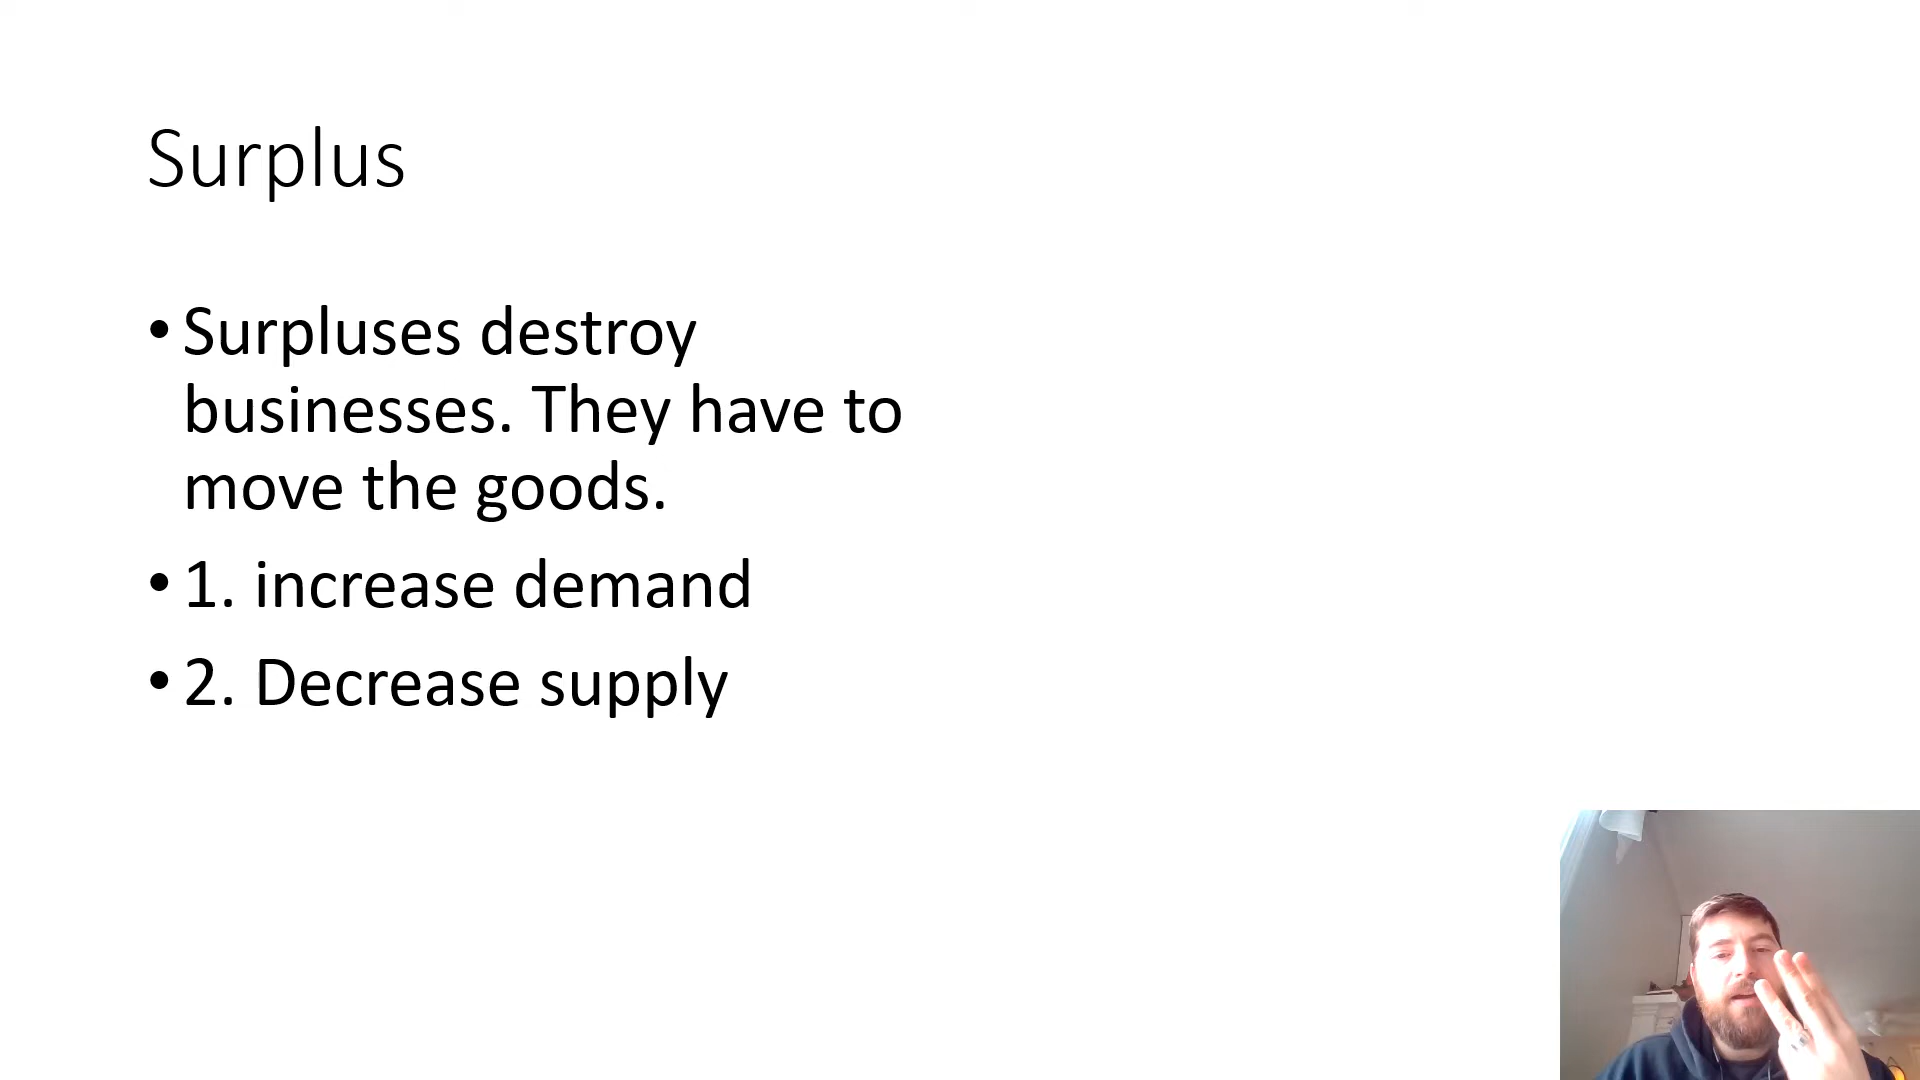 Surplus
• Surpluses destroy
businesses. They have to
move the goods.
• 1. increase demand
• 2. Decrease supply